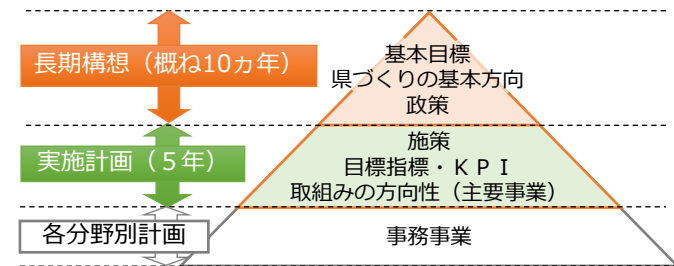 長期構想（概ね10ヵ年）
基本目標
県づくりの基本方向
政策
実施計画（５年）
施策
目標指標・ＫＰＩ
取組みの方向性（主要事業）
各分野別計画
事務事業